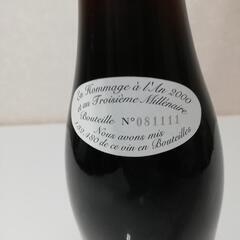 En Hommage à l'An 2000
et au Troisième Millénaire
Bouteille N° 081111
Nous avons mis
189 480 de ce vin en Bouteilles